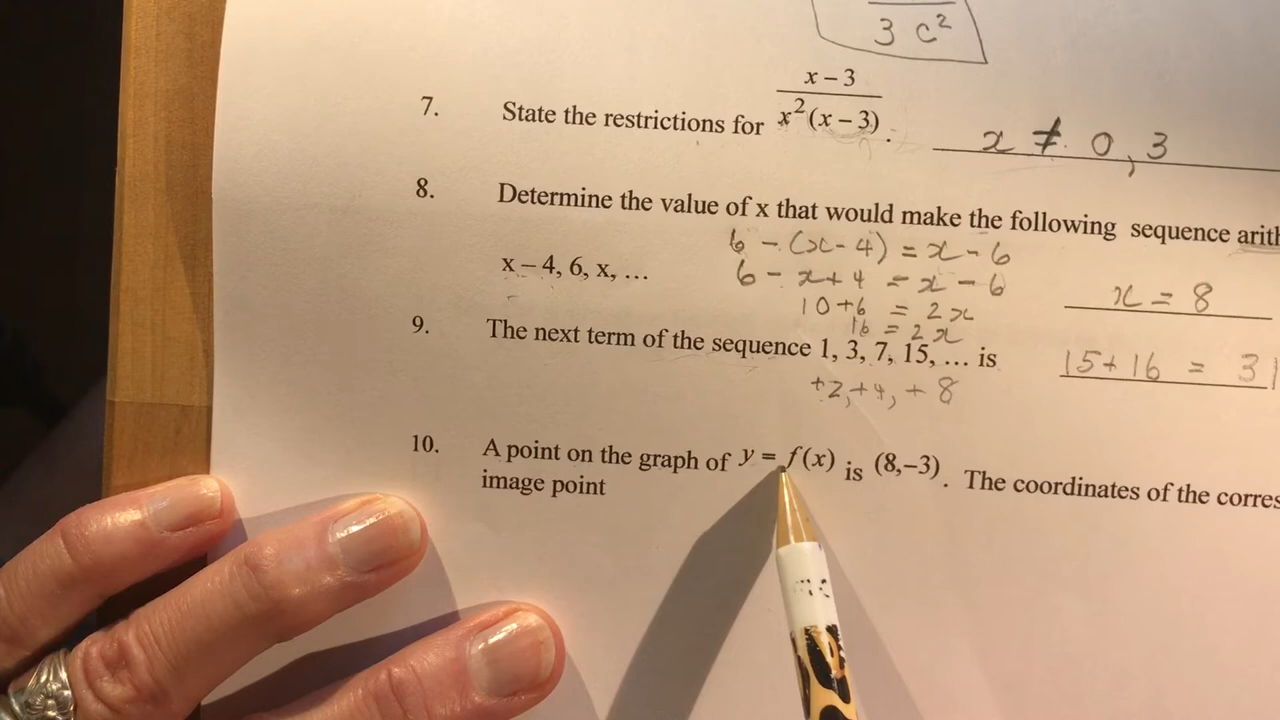 3 c²
7. State the restrictions for (x – 3)/(x²(x – 3)). x ≠ 0, 3
8. Determine the value of x that would make the following sequence arith
6 - (x - 4) = x - 6
x – 4, 6, x, …
6 - x + 4 = x - 6
x = 8
10 + 6 = 2x
16 = 2x
9. The next term of the sequence 1, 3, 7, 15, … is 15 + 16 = 31
+2, +4, + 8
10. A point on the graph of y = f(x) is (8,–3). The coordinates of the corres
image point